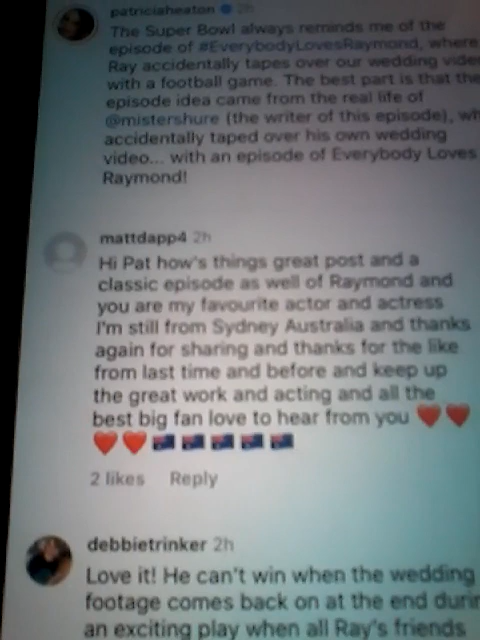 patriciaheaton 2h
The Super Bowl always reminds me of the
episode of #EverybodyLovesRaymond, where
Ray accidentally tapes over our wedding vide
with a football game. The best part is that the
episode idea came from the real life of
@mistershure (the writer of this episode), wh
accidentally taped over his own wedding
video... with an episode of Everybody Loves
Raymond!
mattdapp4 2h
Hi Pat how's things great post and a
classic episode as well of Raymond and
you are my favourite actor and actress
I'm still from Sydney Australia and thanks
again for sharing and thanks for the like
from last time and before and keep up
the great work and acting and all the
best big fan love to hear from you ❤️❤️
❤️❤️🇦🇺🇦🇺🇦🇺🇦🇺🇦🇺
2 likes Reply
debbietrinker 2h
Love it! He can't win when the wedding
footage comes back on at the end durin
an exciting play when all Ray's friends